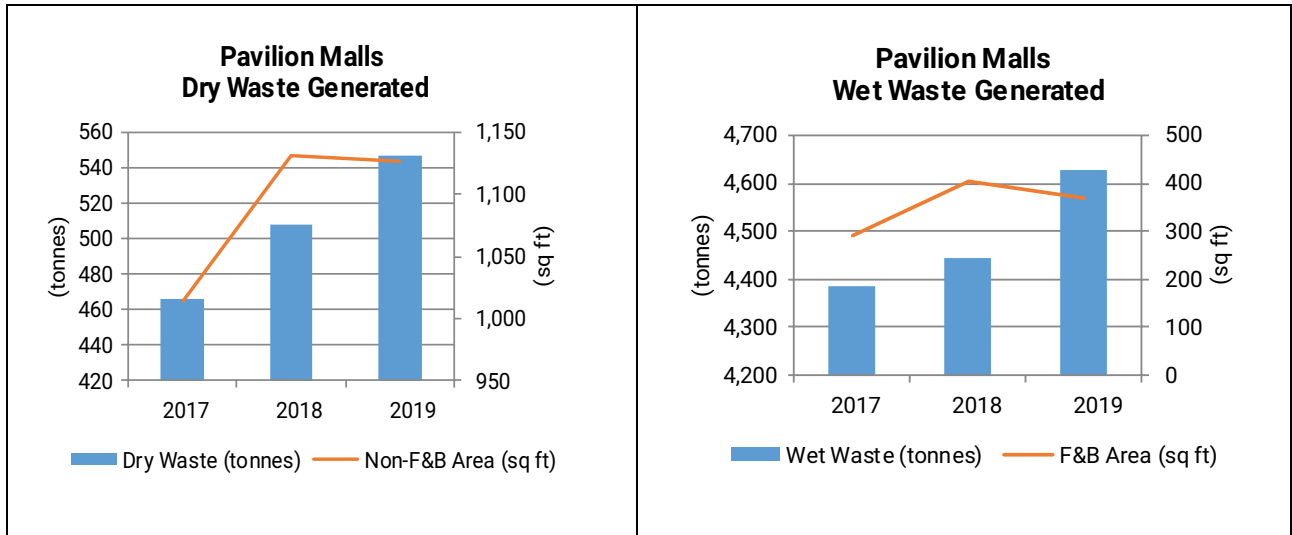 Pavilion Malls
Dry Waste Generated
560
540
520
500
480
460
440
420
(tonnes)
1,150
1,100
1,050
1,000
950
(sq ft)
2017 2018 2019
Dry Waste (tonnes) Non-F&B Area (sq ft)
Pavilion Malls
Wet Waste Generated
4,700
4,600
4,500
4,400
4,300
4,200
(tonnes)
500
400
300
200
100
0
(sq ft)
2017 2018 2019
Wet Waste (tonnes) F&B Area (sq ft)